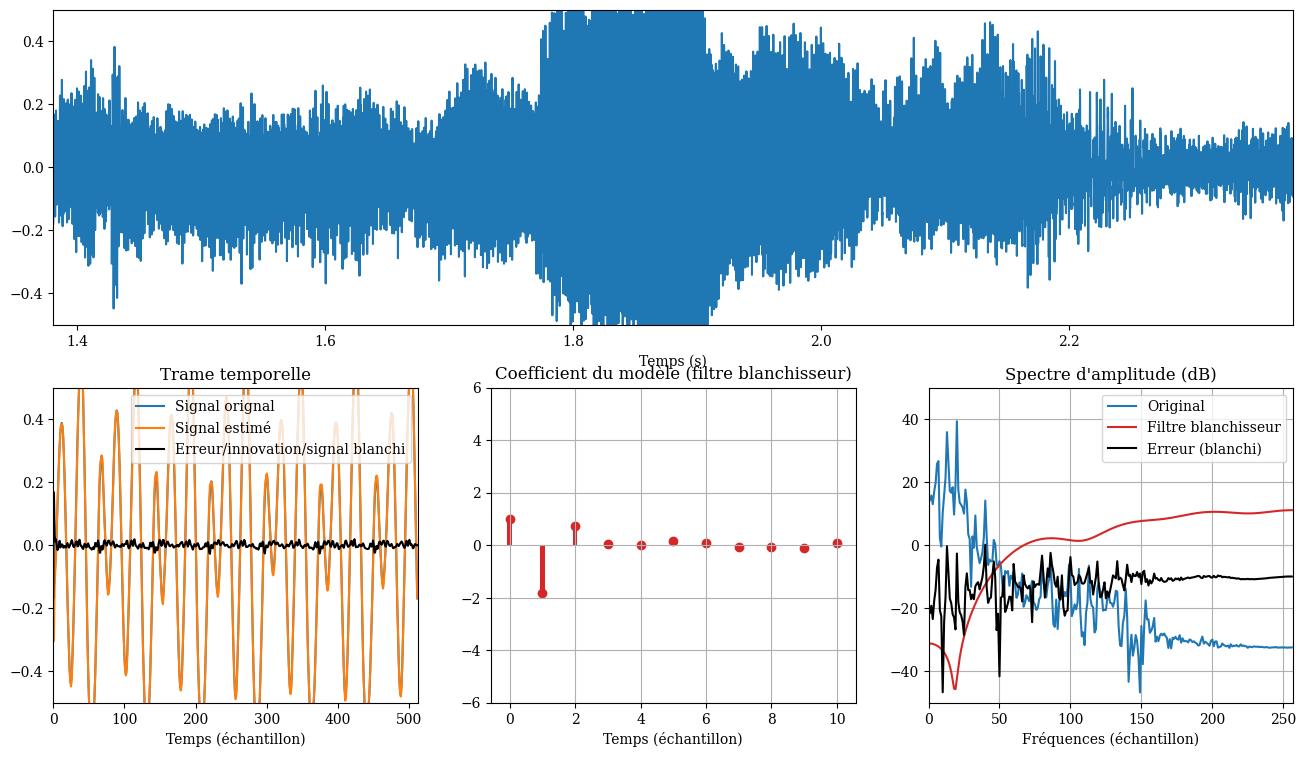 0.4
0.2
0.0
−0.2
−0.4
1.4 1.6 1.8 2.0 2.2
Temps (s)
Trame temporelle
Signal orignal
Signal estimé
Erreur/innovation/signal blanchi
0.4
0.2
0.0
−0.2
−0.4
0 100 200 300 400 500
Temps (échantillon)
Coefficient du modèle (filtre blanchisseur)
6
4
2
0
−2
−4
−6
0 2 4 6 8 10
Temps (échantillon)
Spectre d'amplitude (dB)
Original
Filtre blanchisseur
Erreur (blanchi)
40
20
0
−20
−40
0 50 100 150 200 250
Fréquences (échantillon)